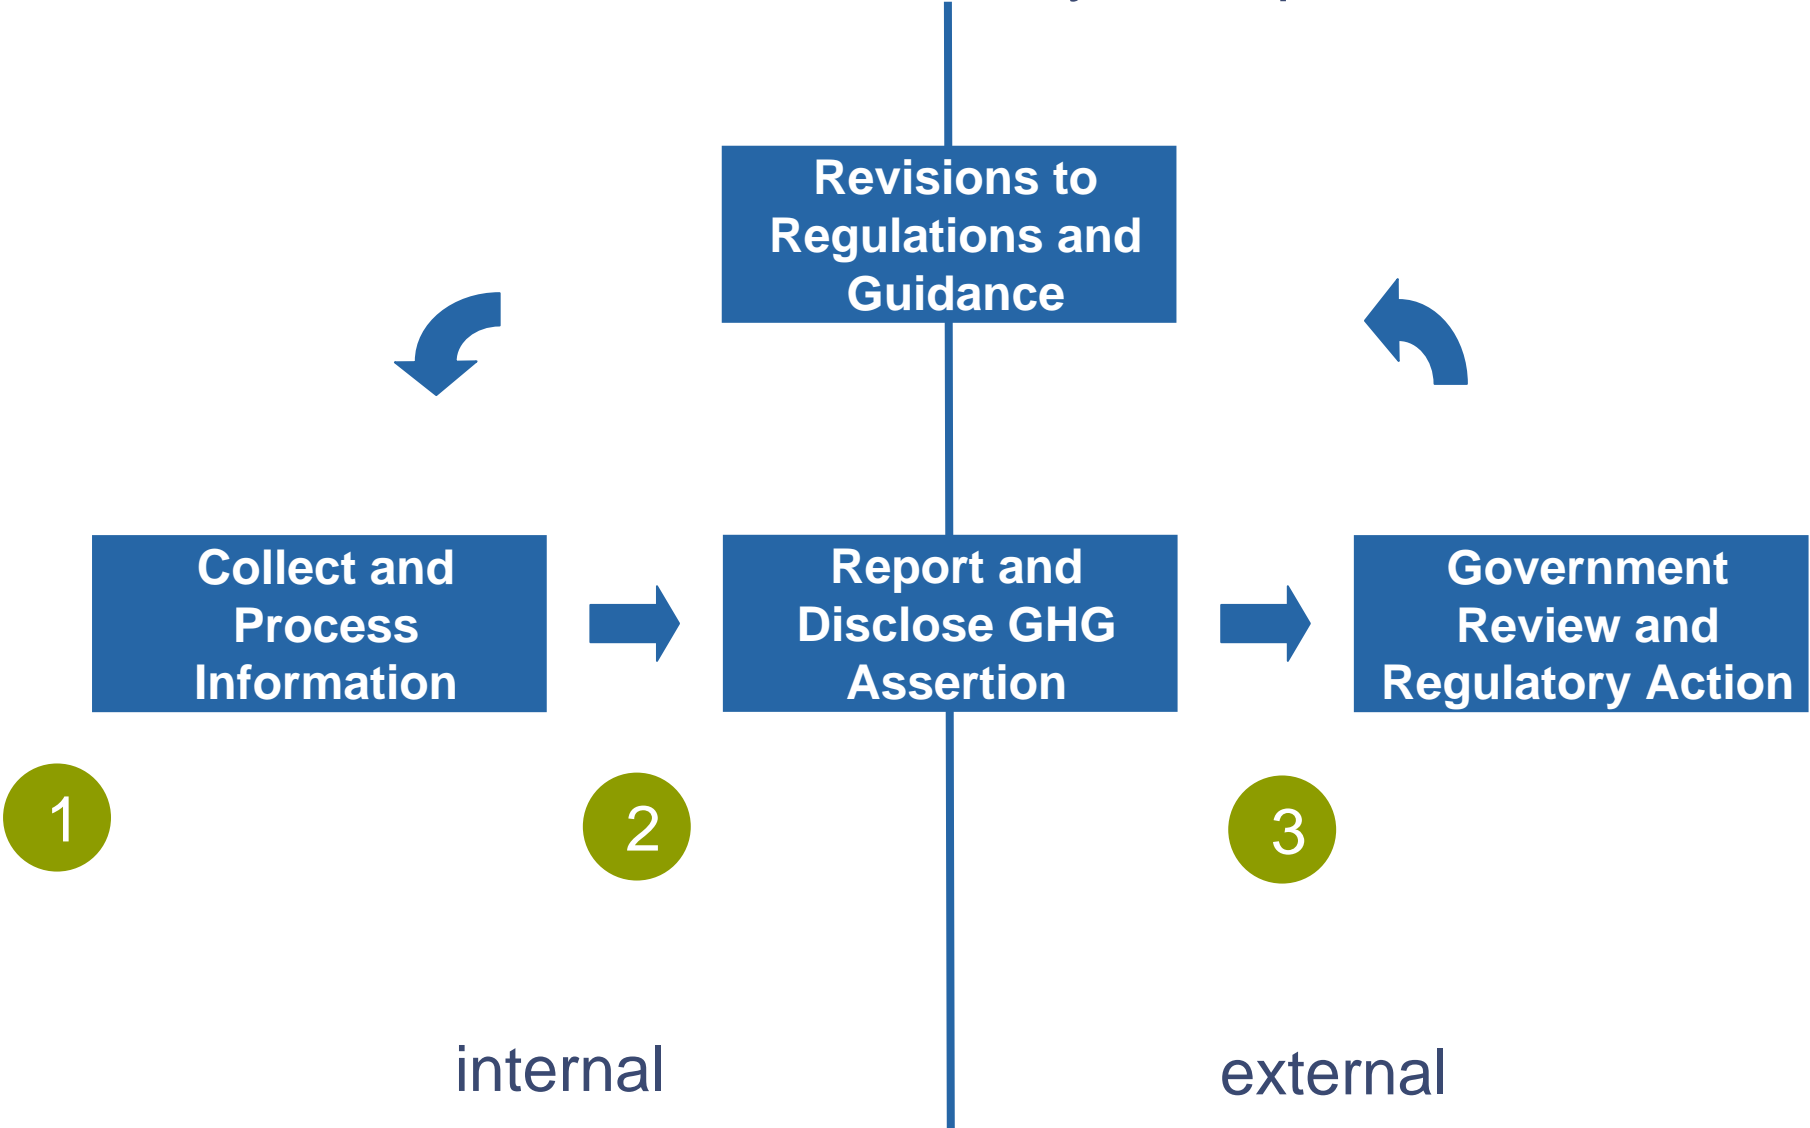 Revisions to
Regulations and
Guidance
Collect and
Process
Information
Report and
Disclose GHG
Assertion
Government
Review and
Regulatory Action
1
2
3
internal
external